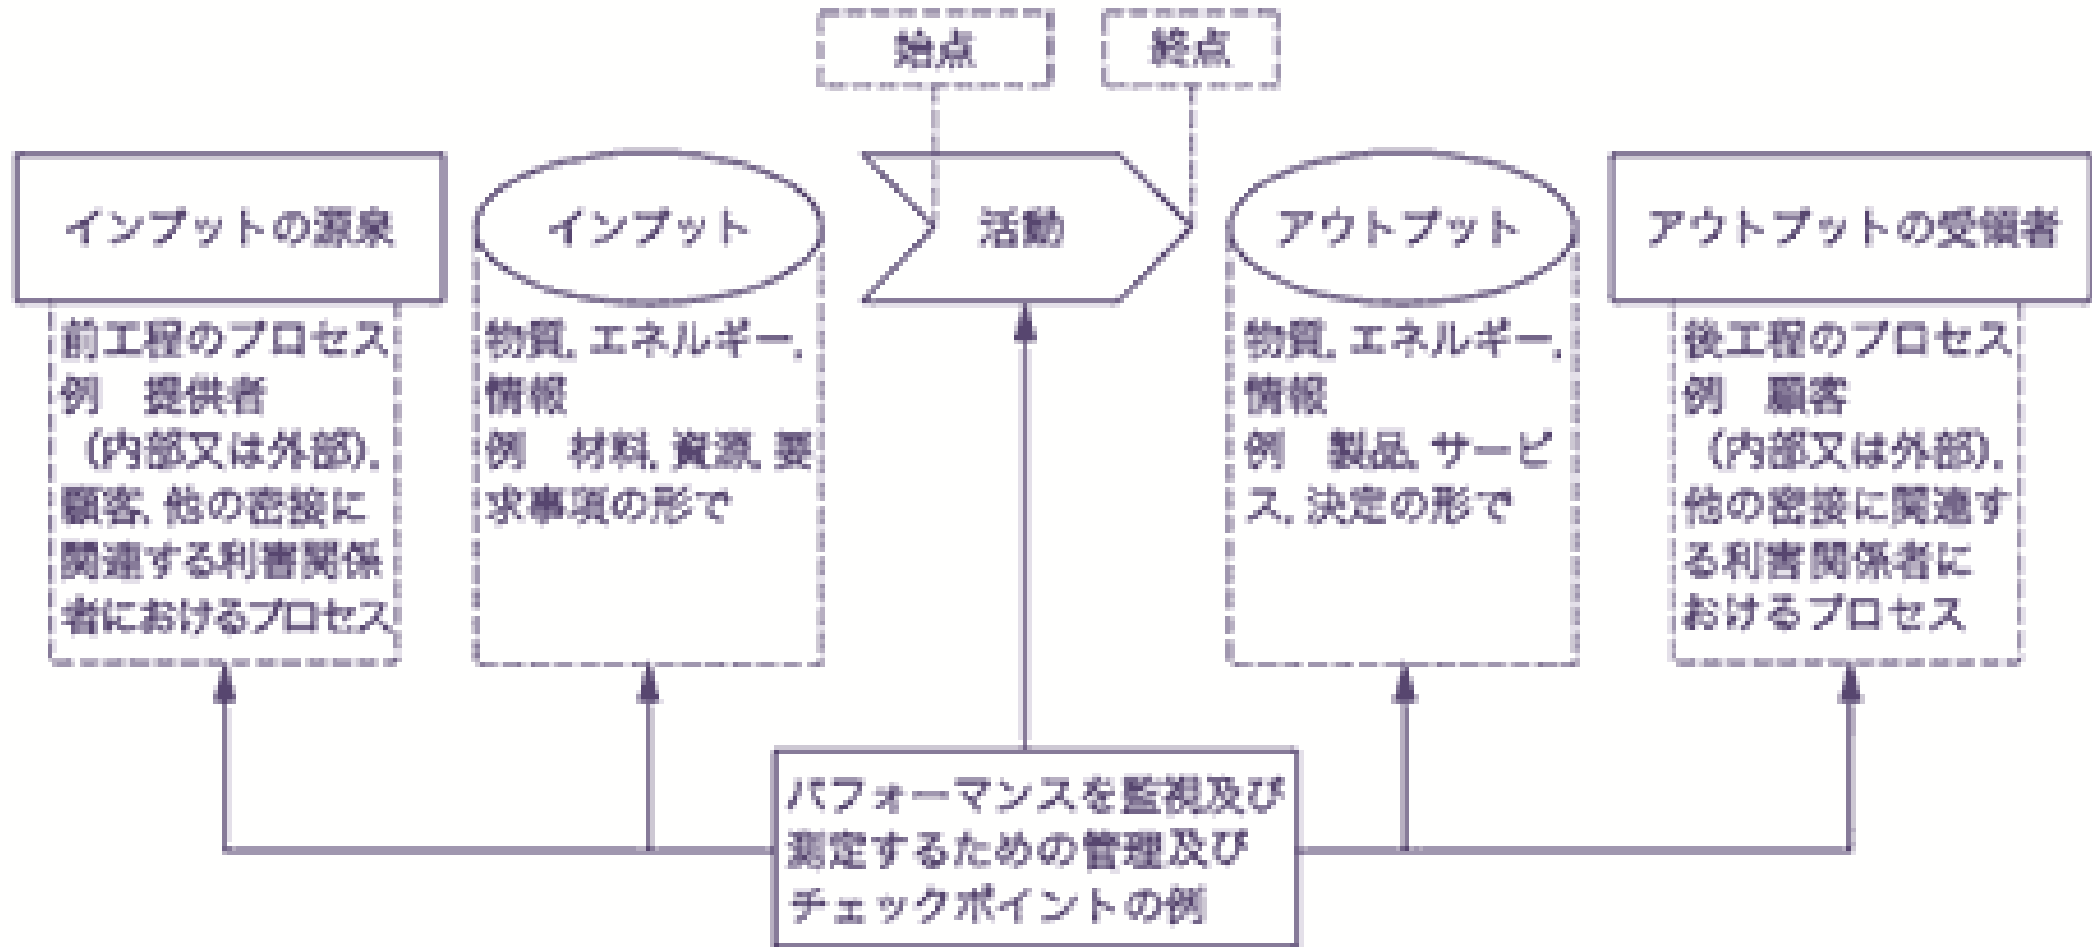 始点
終点
インプットの源泉
インプット
活動
アウトプット
アウトプットの受領者
前工程のプロセス
例 提供者
(内部又は外部),
顧客, 他の密接に
関連する利害関係
者におけるプロセス
物質, エネルギー,
情報
例 材料, 資源, 要
求事項の形で
物質, エネルギー,
情報
例 製品, サービ
ス, 決定の形で
後工程のプロセス
例 顧客
(内部又は外部),
他の密接に関連す
る利害関係者に
おけるプロセス
パフォーマンスを監視及び
測定するための管理及び
チェックポイントの例